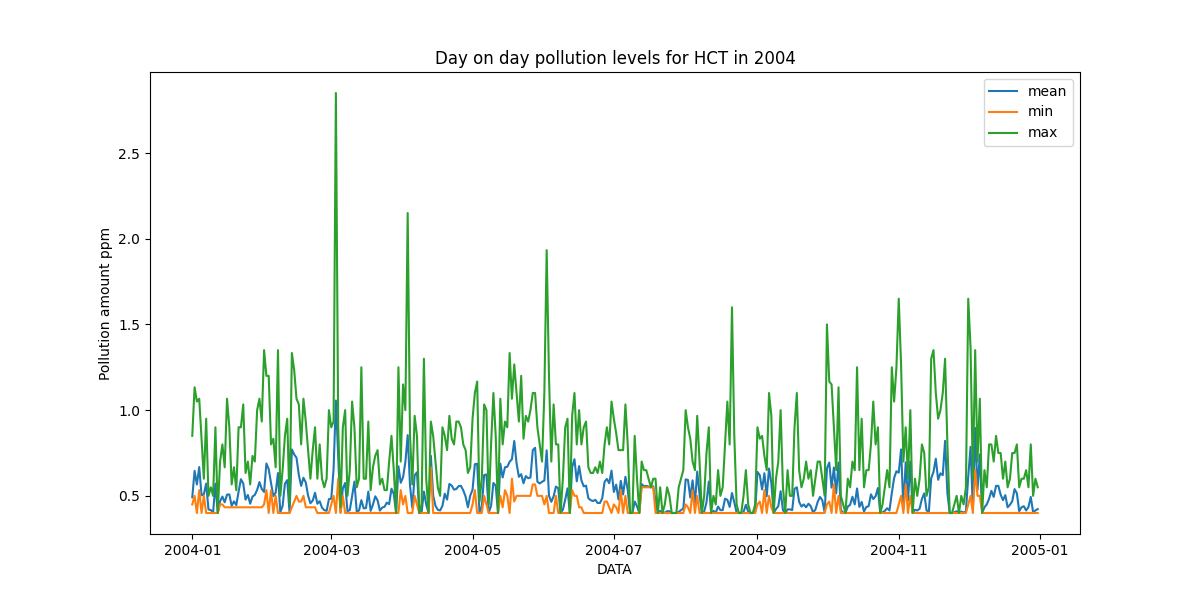 Day on day pollution levels for HCT in 2004
mean
min
max
Pollution amount ppm
2.5
2.0
1.5
1.0
0.5
2004-01
2004-03
2004-05
2004-07
2004-09
2004-11
2005-01
DATA